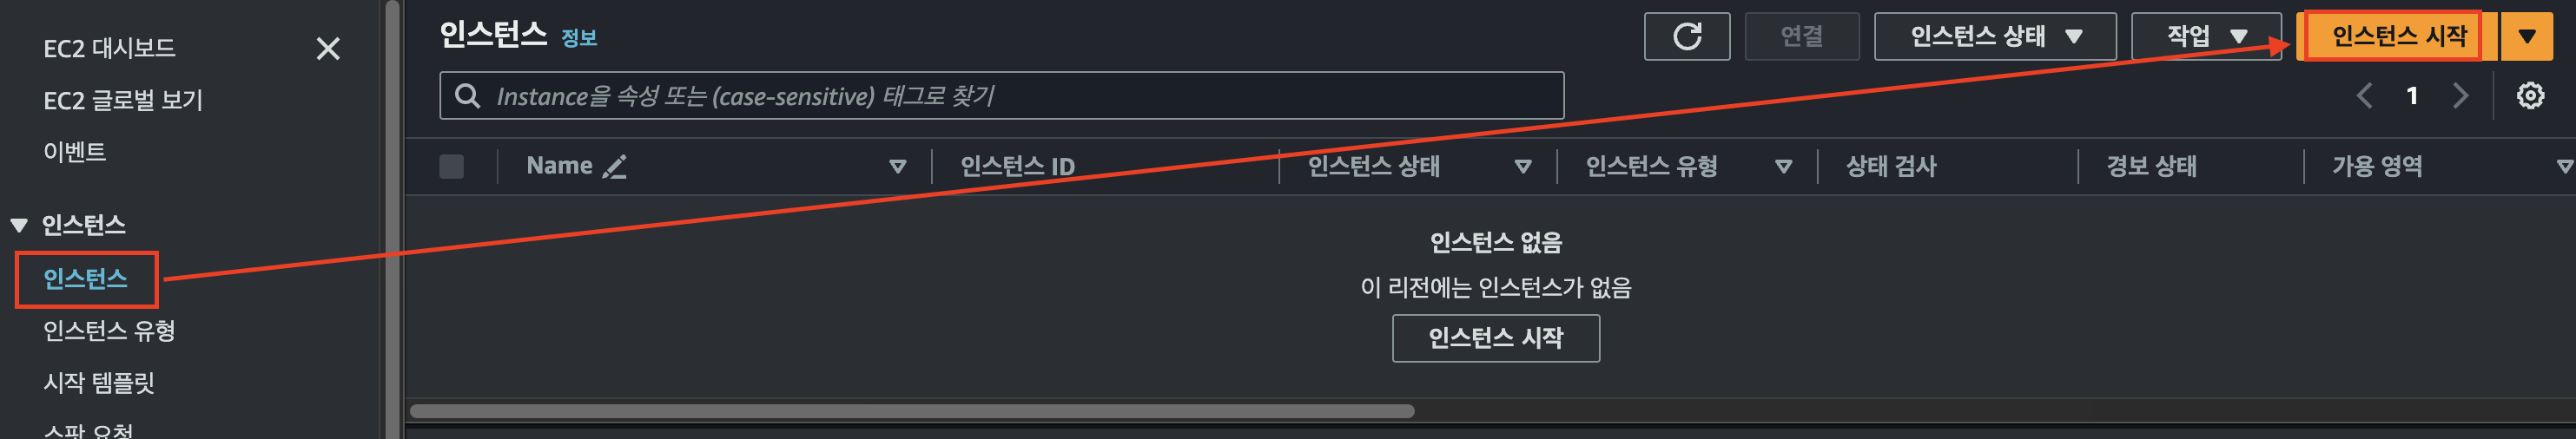 EC2 대시보드
EC2 글로벌 보기
이벤트
인스턴스
인스턴스
인스턴스 유형
시작 템플릿
스팟 요청
인스턴스 정보
연결
인스턴스 상태
작업
인스턴스 시작
Instance을 속성 또는 (case-sensitive) 태그로 찾기
1
Name 인스턴스 ID 인스턴스 상태 인스턴스 유형 상태 검사 경보 상태 가용 영역
인스턴스 없음
이 리전에는 인스턴스가 없음
인스턴스 시작